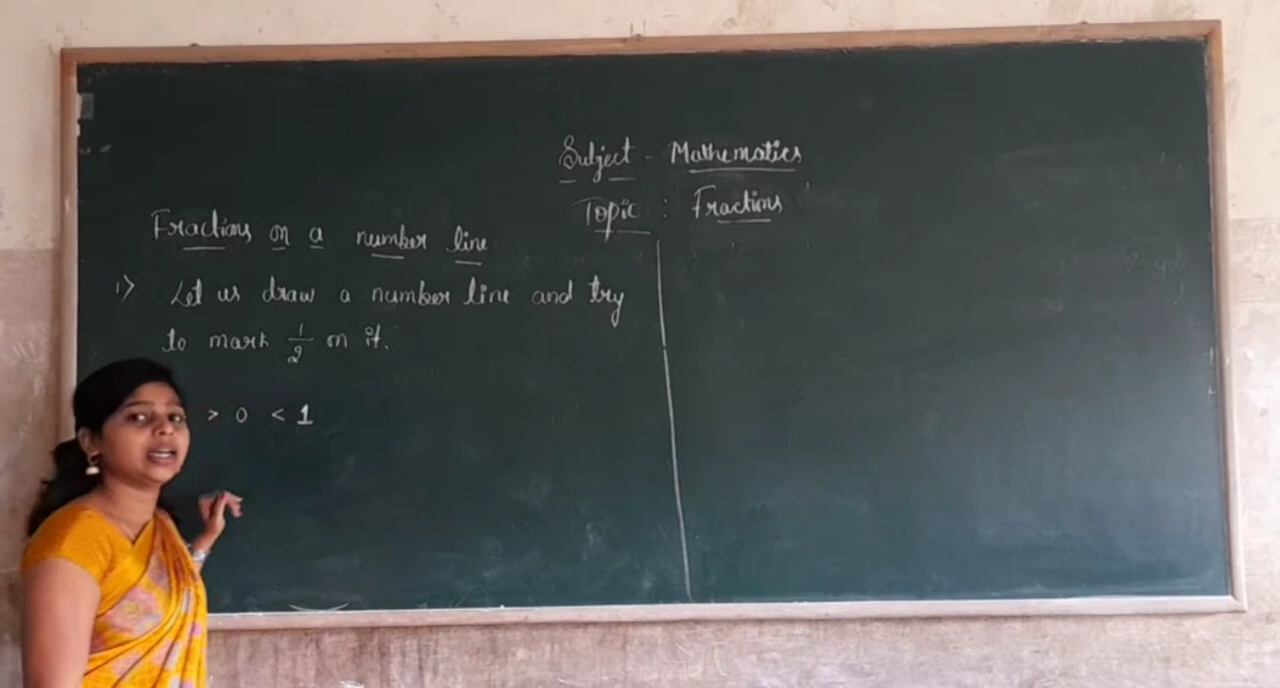 Subject - Mathematics
Topic : Fractions
Fractions on a number line
1) Let us draw a number line and try
to mark 1/2 on it.
> 0 < 1